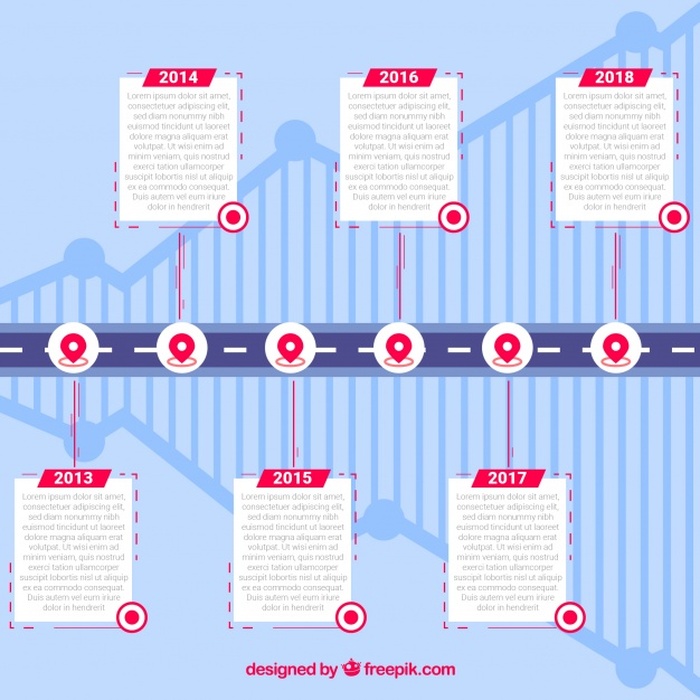 2014
Lorem ipsum dolor sit amet,
consectetuer adipiscing elit,
sed diam nonummy nibh
euismod tincidunt ut laoreet
dolore magna aliquam erat
volutpat. Ut wisi enim ad
minim veniam, quis nostrud
exerci tation ullamcorper
suscipit lobortis nisl ut aliquip
ex ea commodo consequat.
Duis autem vel eum iriure
dolor in hendrerit
2016
Lorem ipsum dolor sit amet,
consectetuer adipiscing elit,
sed diam nonummy nibh
euismod tincidunt ut laoreet
dolore magna aliquam erat
volutpat. Ut wisi enim ad
minim veniam, quis nostrud
exerci tation ullamcorper
suscipit lobortis nisl ut aliquip
ex ea commodo consequat.
Duis autem vel eum iriure
dolor in hendrerit
2018
Lorem ipsum dolor sit amet,
consectetuer adipiscing elit,
sed diam nonummy nibh
euismod tincidunt ut laoreet
dolore magna aliquam erat
volutpat. Ut wisi enim ad
minim veniam, quis nostrud
exerci tation ullamcorper
suscipit lobortis nisl ut aliquip
ex ea commodo consequat.
Duis autem vel eum iriure
dolor in hendrerit
2013
Lorem ipsum dolor sit amet,
consectetuer adipiscing elit,
sed diam nonummy nibh
euismod tincidunt ut laoreet
dolore magna aliquam erat
volutpat. Ut wisi enim ad
minim veniam, quis nostrud
exerci tation ullamcorper
suscipit lobortis nisl ut aliquip
ex ea commodo consequat.
Duis autem vel eum iriure
dolor in hendrerit
2015
Lorem ipsum dolor sit amet,
consectetuer adipiscing elit,
sed diam nonummy nibh
euismod tincidunt ut laoreet
dolore magna aliquam erat
volutpat. Ut wisi enim ad
minim veniam, quis nostrud
exerci tation ullamcorper
suscipit lobortis nisl ut aliquip
ex ea commodo consequat.
Duis autem vel eum iriure
dolor in hendrerit
2017
Lorem ipsum dolor sit amet,
consectetuer adipiscing elit,
sed diam nonummy nibh
euismod tincidunt ut laoreet
dolore magna aliquam erat
volutpat. Ut wisi enim ad
minim veniam, quis nostrud
exerci tation ullamcorper
suscipit lobortis nisl ut aliquip
ex ea commodo consequat.
Duis autem vel eum iriure
dolor in hendrerit
designed by freepik.com